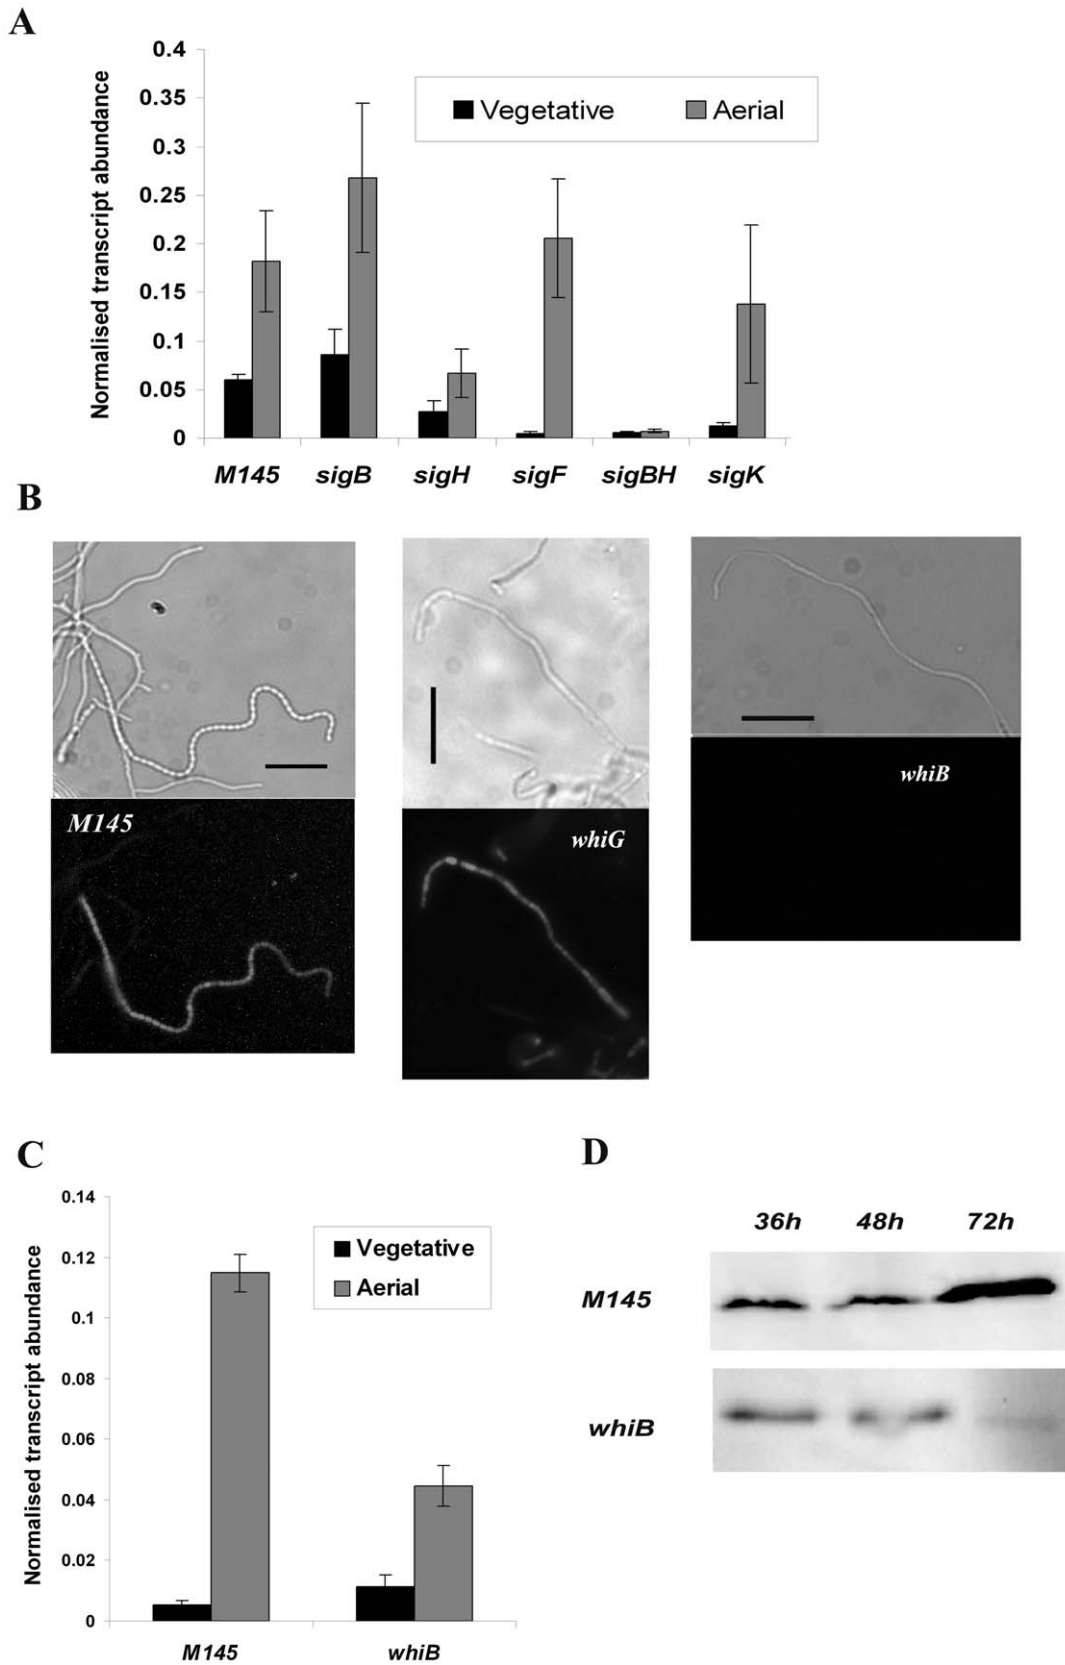 A
Normalised transcript abundance
0.4
0.35
0.3
0.25
0.2
0.15
0.1
0.05
0
Vegetative
Aerial
M145 sigB sigH sigF sigBH sigK
B
M145
whiG
whiB
C
Normalised transcript abundance
0.14
0.12
0.1
0.08
0.06
0.04
0.02
0
Vegetative
Aerial
M145 whiB
D
36h 48h 72h
M145
whiB